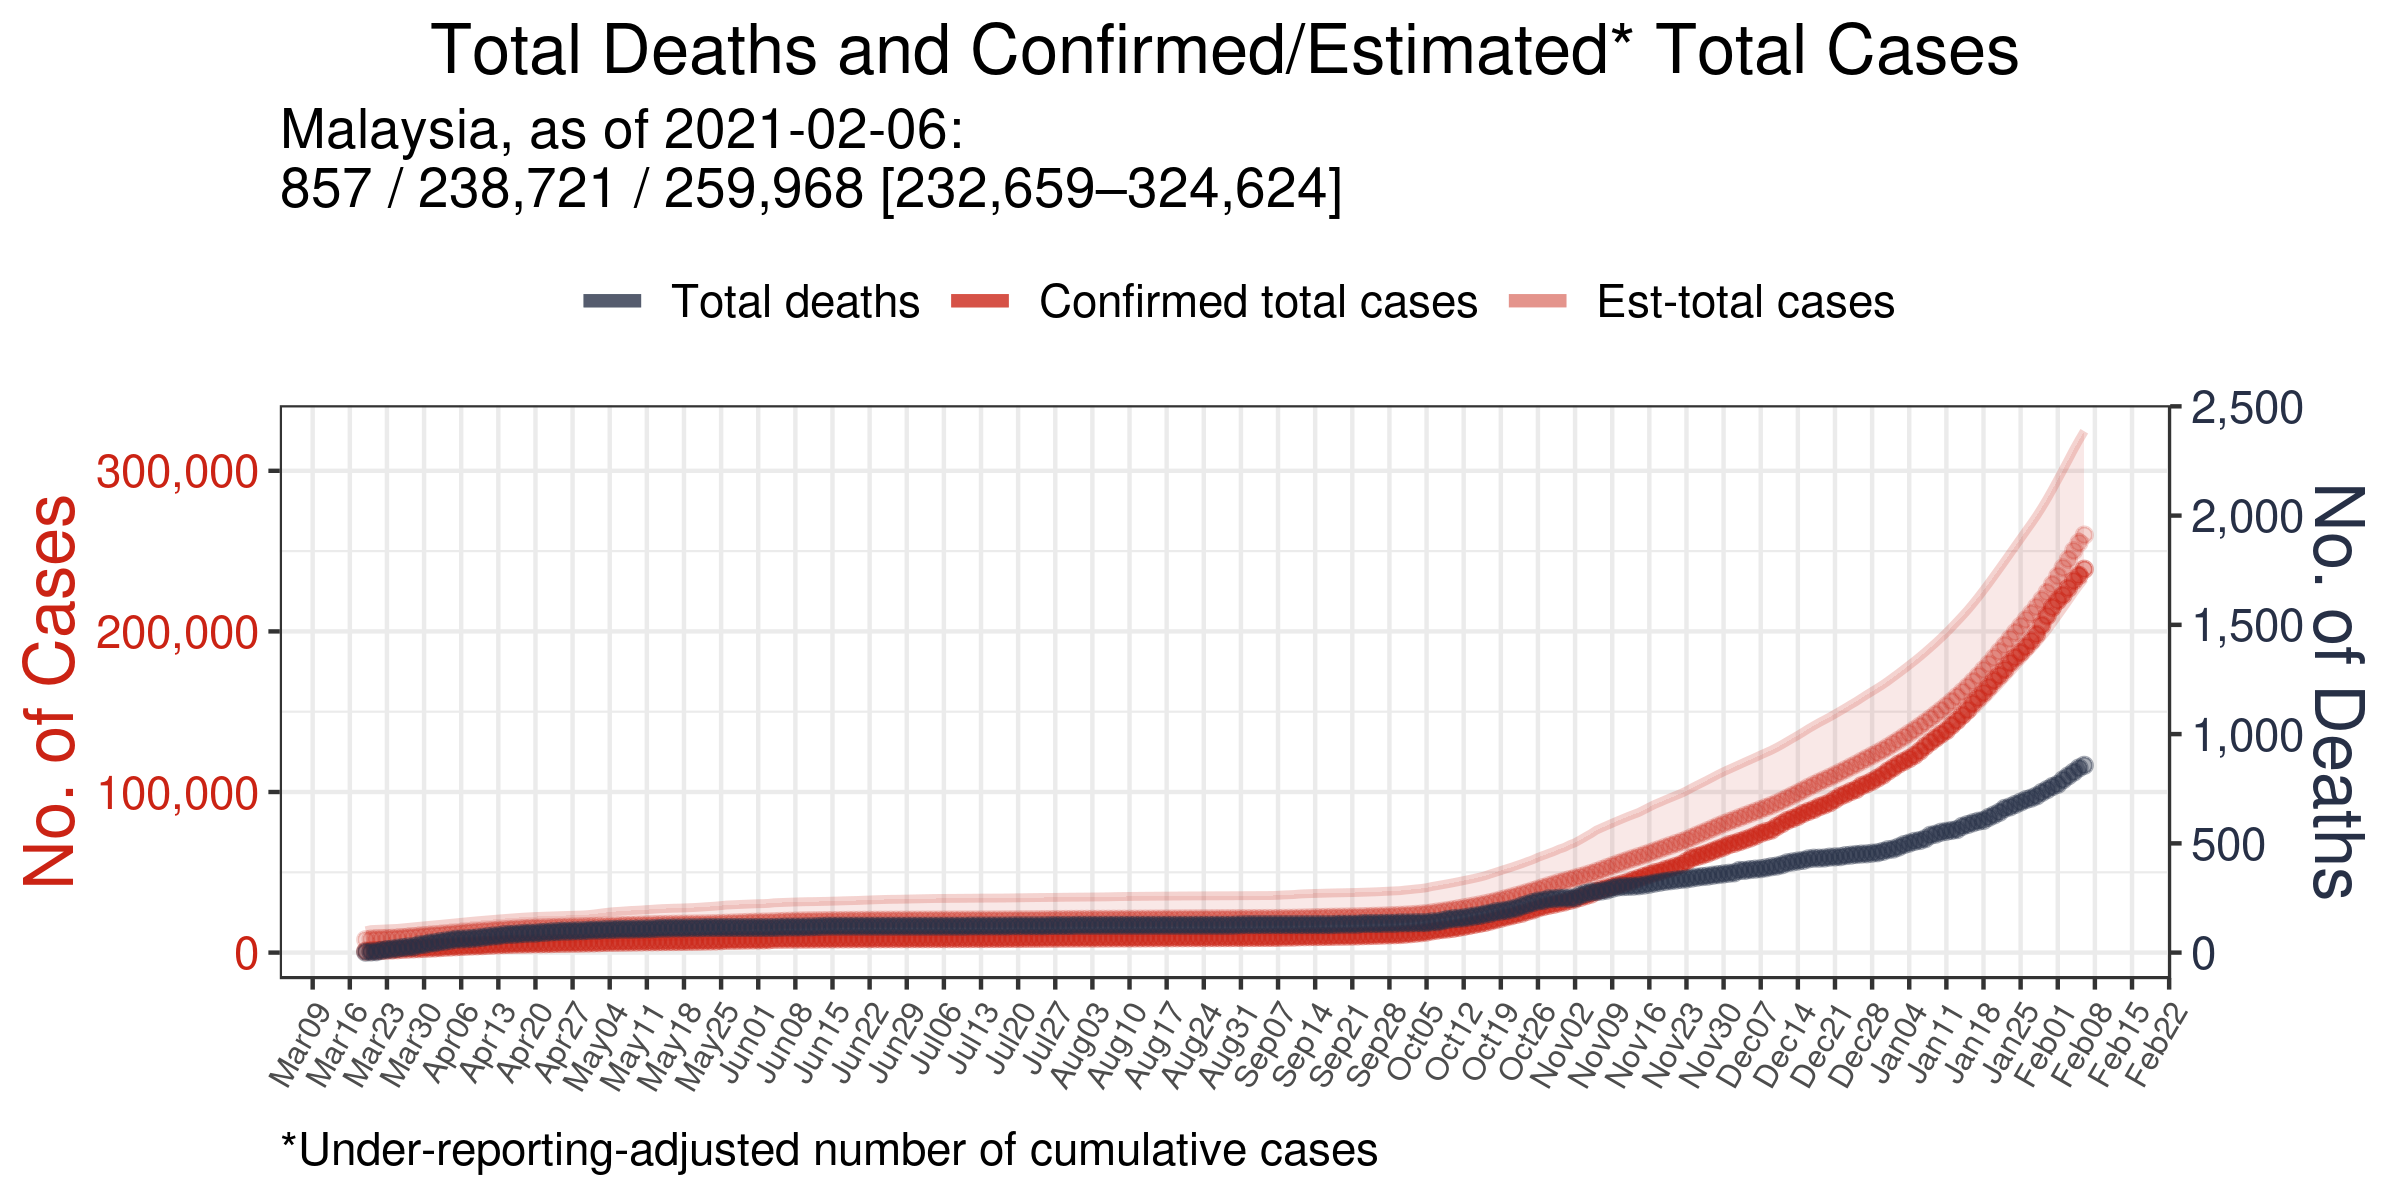 Total Deaths and Confirmed/Estimated* Total Cases
Malaysia, as of 2021-02-06:
857 / 238,721 / 259,968 [232,659–324,624]
Total deaths
Confirmed total cases
Est-total cases
No. of Cases
300,000
200,000
100,000
0
2,500
2,000
1,500
1,000
500
0
No. of Deaths
Mar09
Mar16
Mar23
Mar30
Apr06
Apr13
Apr20
Apr27
May04
May11
May18
May25
Jun01
Jun08
Jun15
Jun22
Jun29
Jul06
Jul13
Jul20
Jul27
Aug03
Aug10
Aug17
Aug24
Aug31
Sep07
Sep14
Sep21
Sep28
Oct05
Oct12
Oct19
Oct26
Nov02
Nov09
Nov16
Nov23
Nov30
Dec07
Dec14
Dec21
Dec28
Jan04
Jan11
Jan18
Jan25
Feb01
Feb08
Feb15
Feb22
*Under-reporting-adjusted number of cumulative cases